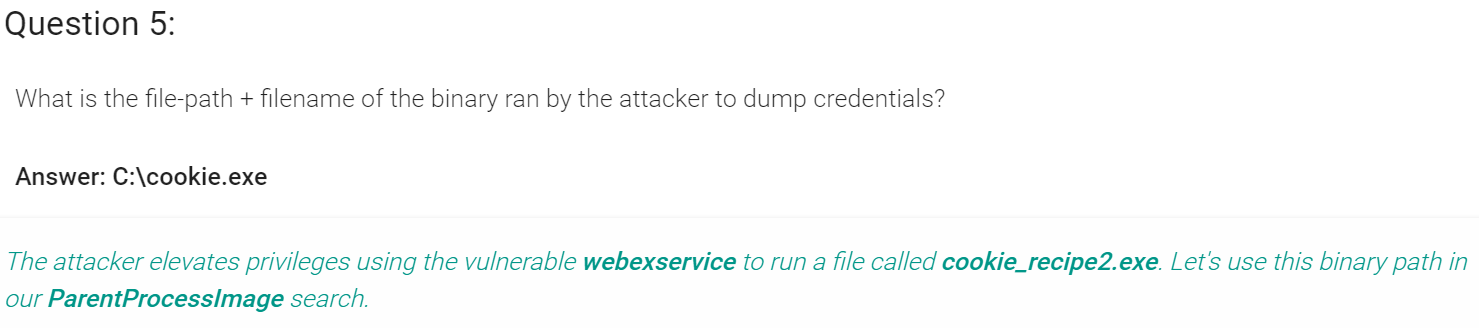 Question 5:
What is the file-path + filename of the binary ran by the attacker to dump credentials?
Answer: C:\cookie.exe
The attacker elevates privileges using the vulnerable webexservice to run a file called cookie_recipe2.exe. Let's use this binary path in
our ParentProcessImage search.